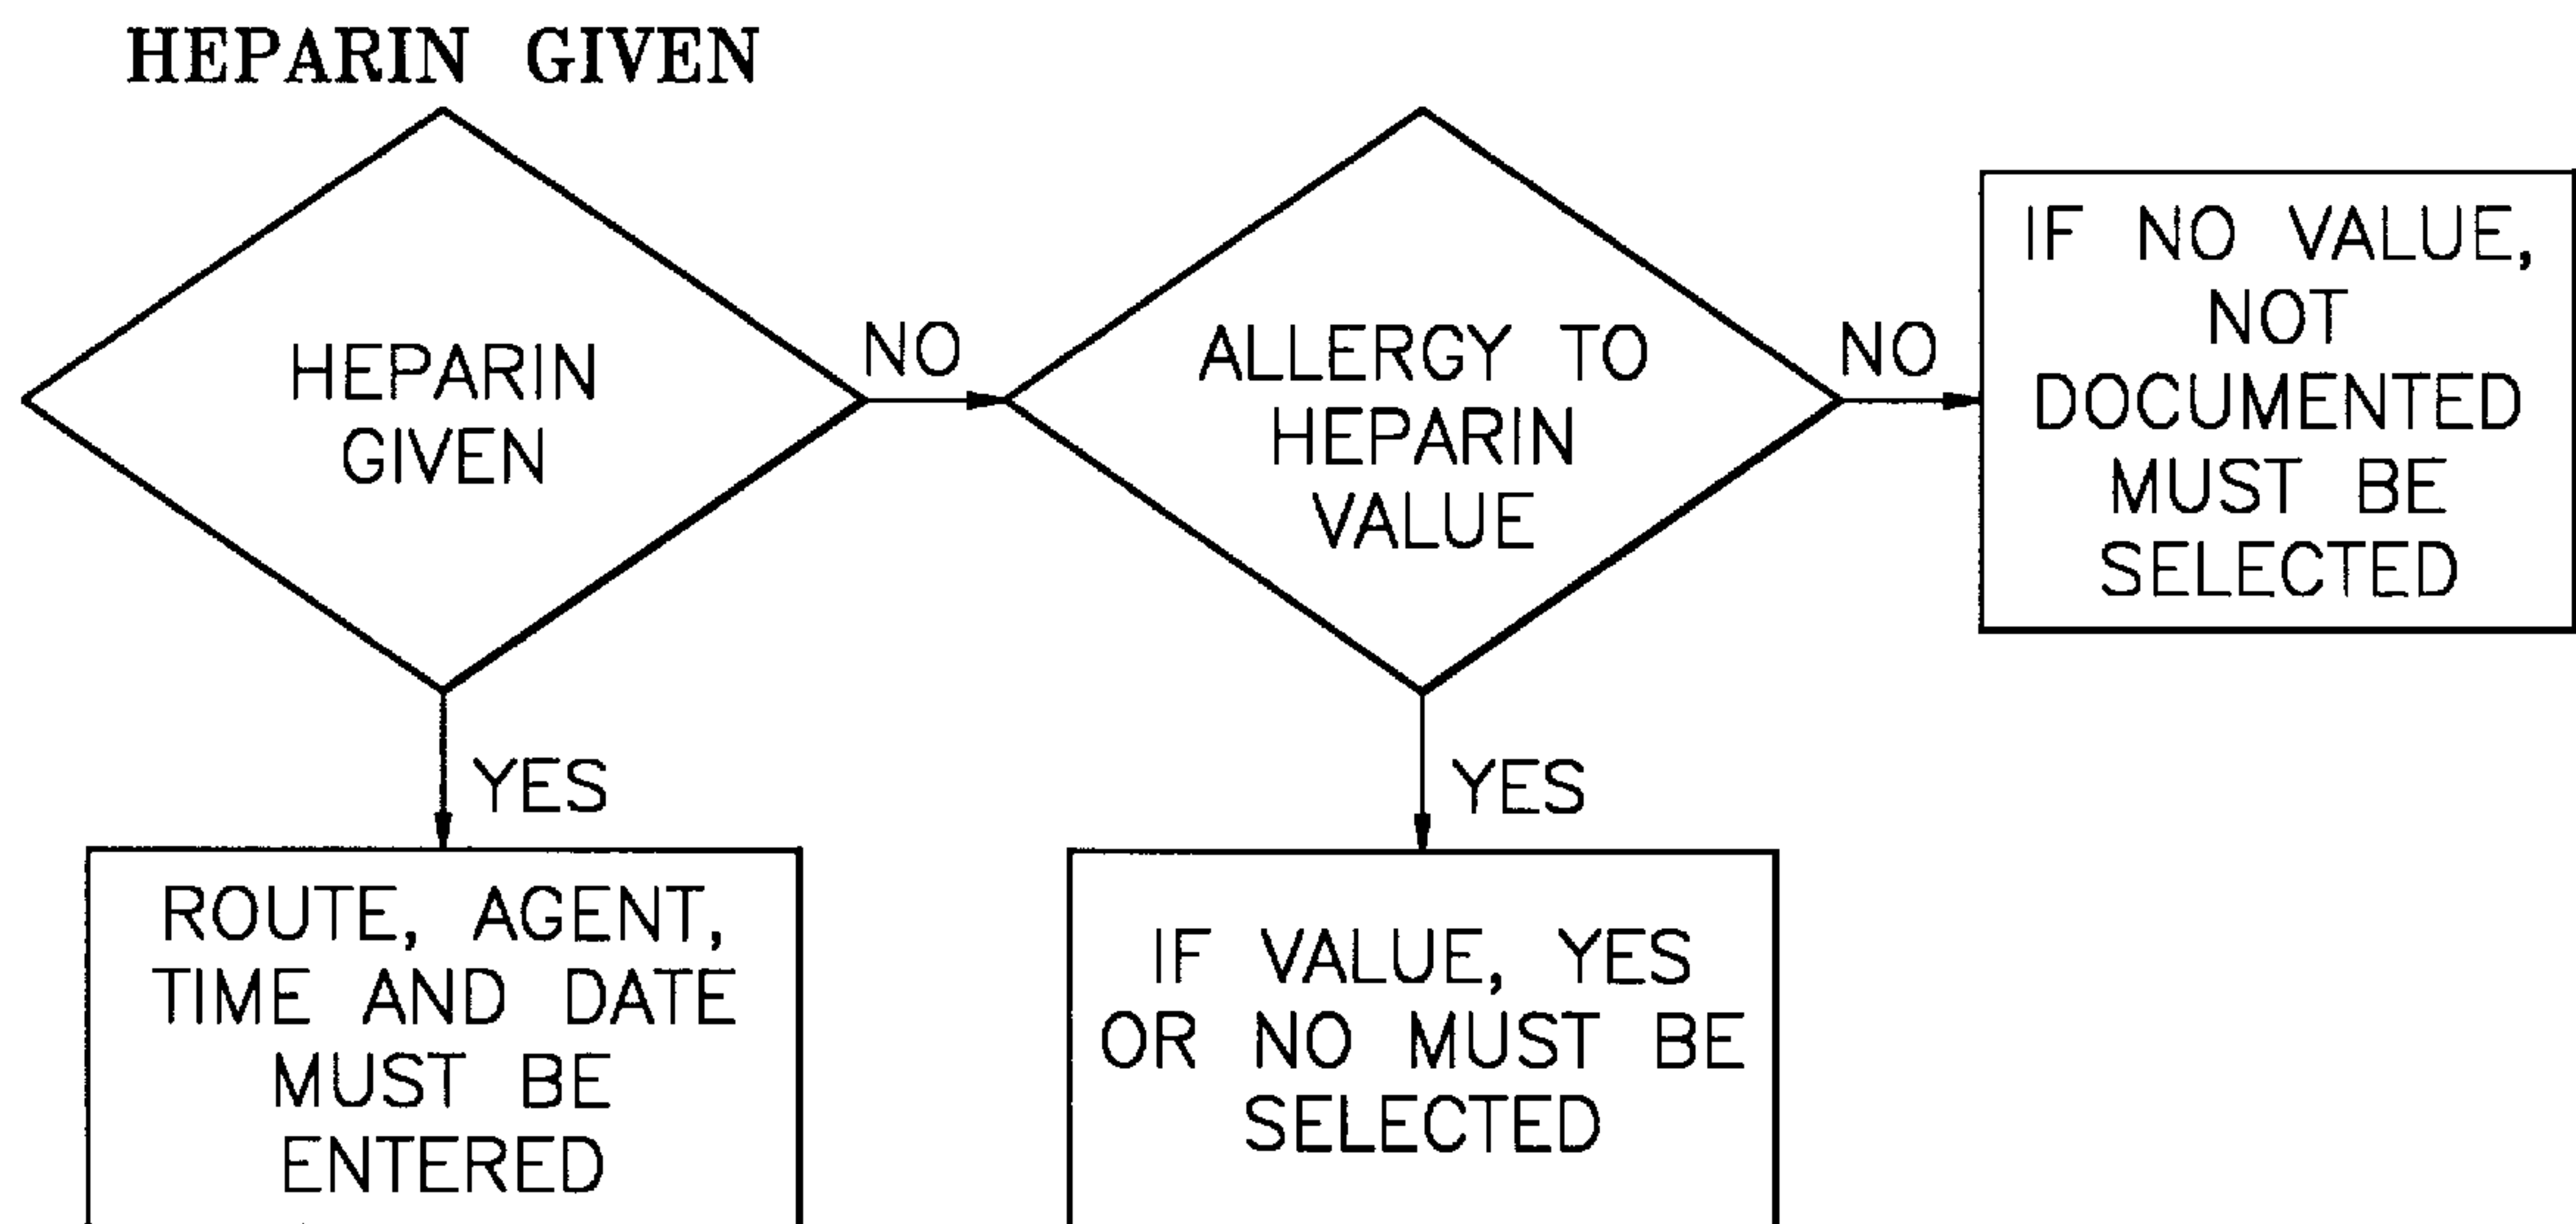 HEPARIN GIVEN
HEPARIN
GIVEN
NO
ALLERGY TO
HEPARIN
VALUE
NO
IF NO VALUE,
NOT
DOCUMENTED
MUST BE
SELECTED
YES
YES
ROUTE, AGENT,
TIME AND DATE
MUST BE
ENTERED
IF VALUE, YES
OR NO MUST BE
SELECTED